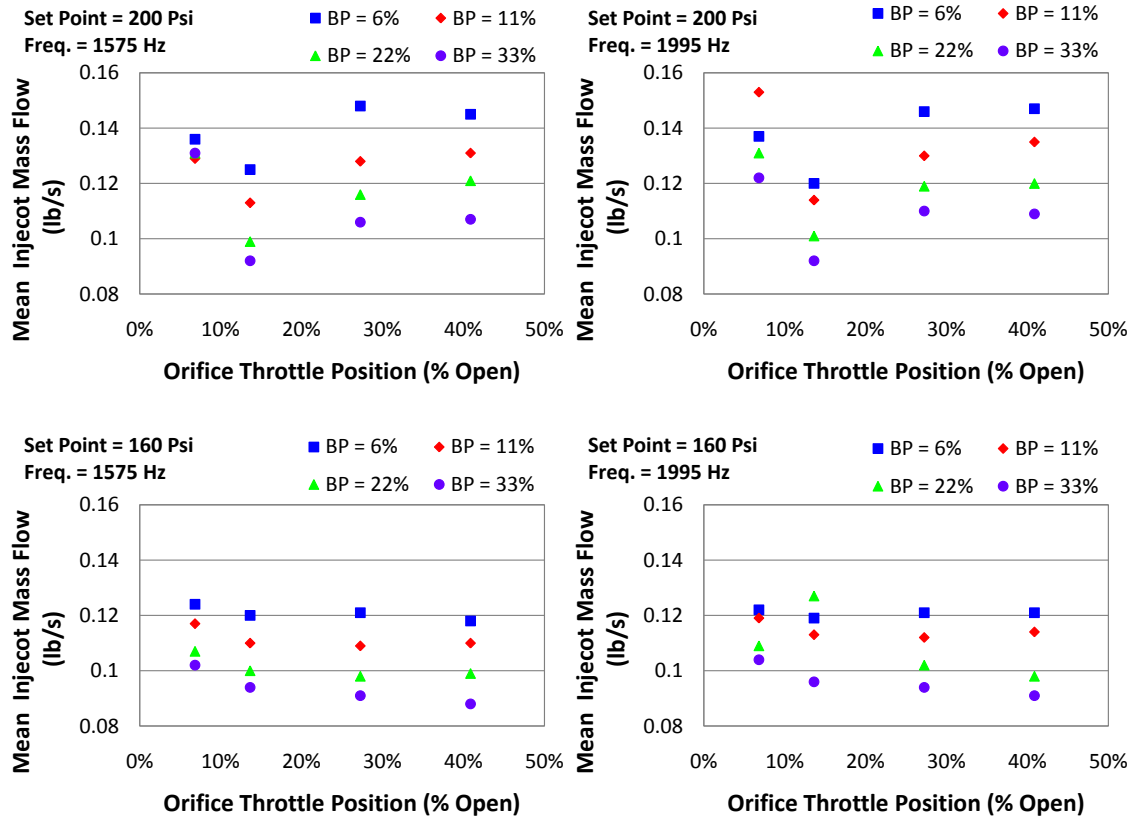 Set Point = 200 Psi
Freq. = 1575 Hz
BP = 6%
BP = 11%
BP = 22%
BP = 33%
Mean Injecot Mass Flow
(lb/s)
0.16
0.14
0.12
0.1
0.08
0% 10% 20% 30% 40% 50%
Orifice Throttle Position (% Open)
Set Point = 200 Psi
Freq. = 1995 Hz
BP = 6%
BP = 11%
BP = 22%
BP = 33%
Mean Injecot Mass Flow
(lb/s)
0.16
0.14
0.12
0.1
0.08
0% 10% 20% 30% 40% 50%
Orifice Throttle Position (% Open)
Set Point = 160 Psi
Freq. = 1575 Hz
BP = 6%
BP = 11%
BP = 22%
BP = 33%
Mean Injecot Mass Flow
(lb/s)
0.16
0.14
0.12
0.1
0.08
0% 10% 20% 30% 40% 50%
Orifice Throttle Position (% Open)
Set Point = 160 Psi
Freq. = 1995 Hz
BP = 6%
BP = 11%
BP = 22%
BP = 33%
Mean Injecot Mass Flow
(lb/s)
0.16
0.14
0.12
0.1
0.08
0% 10% 20% 30% 40% 50%
Orifice Throttle Position (% Open)